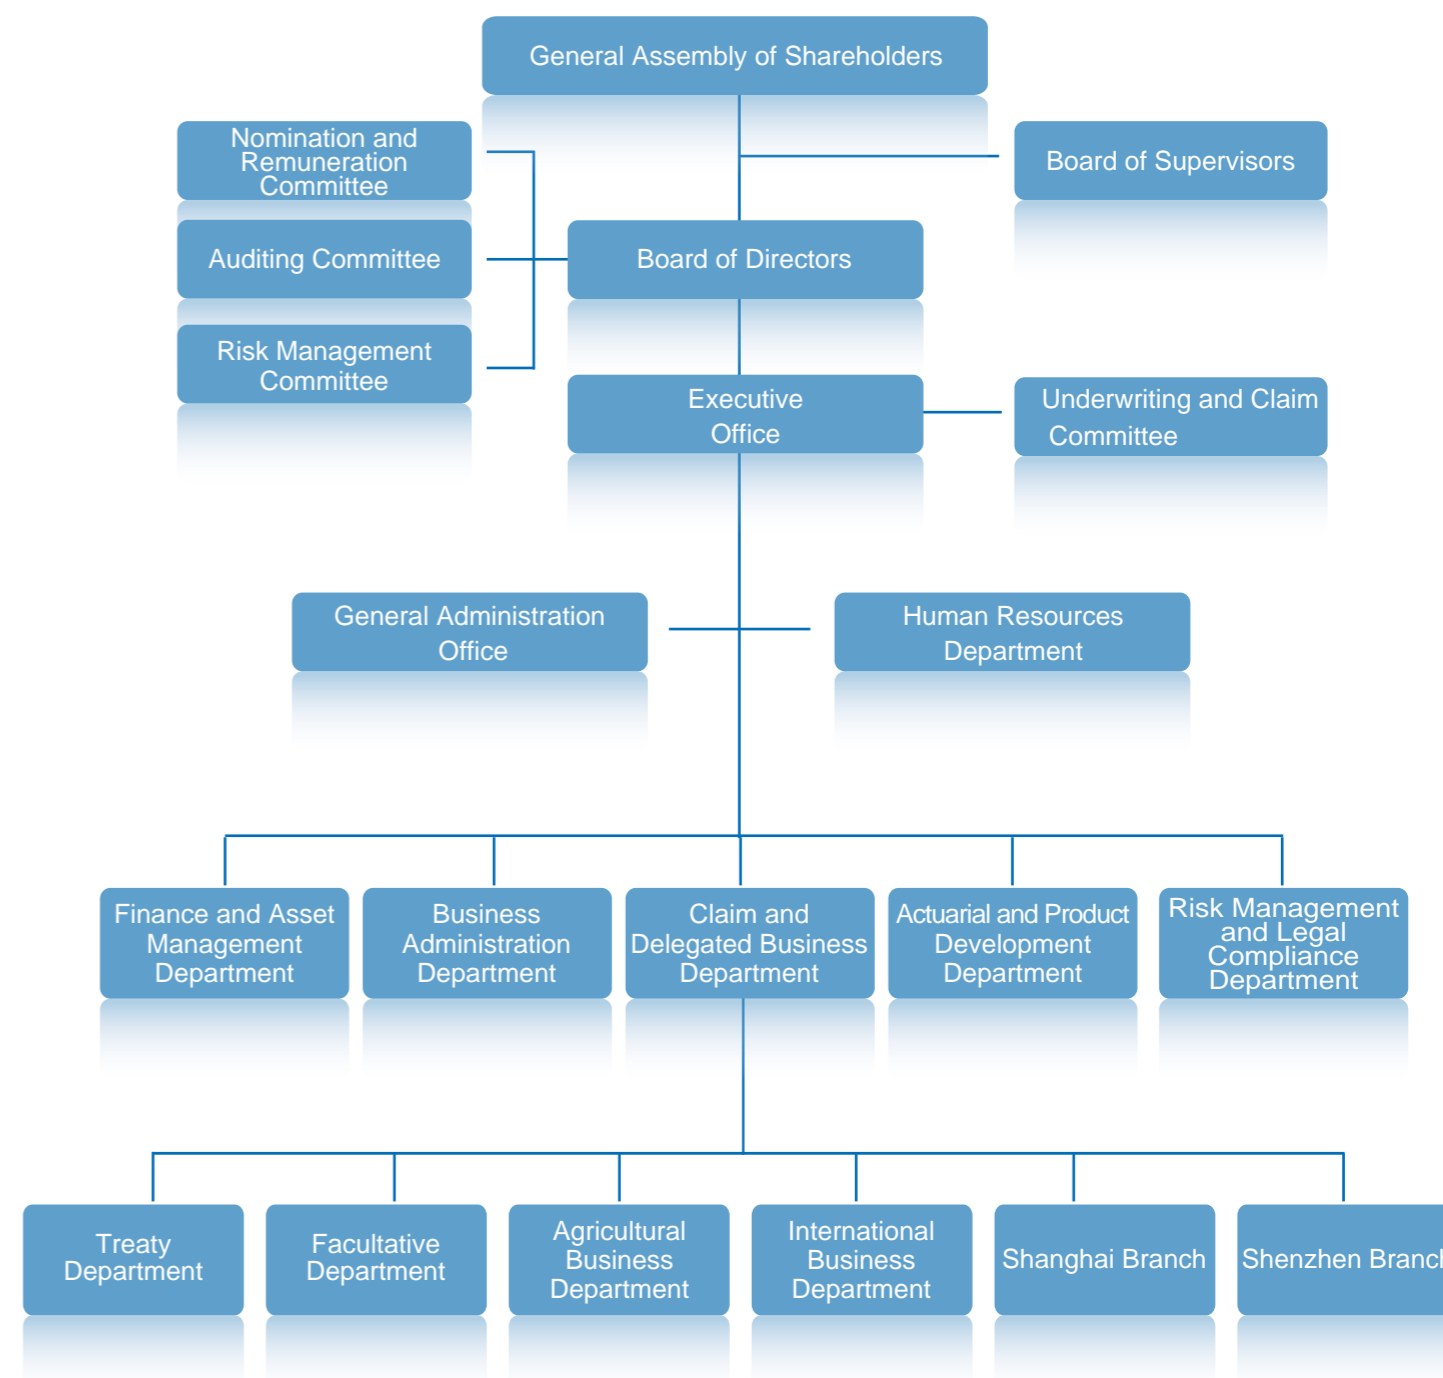 General Assembly of Shareholders
Nomination and
Remuneration
Committee
Board of Supervisors
Auditing Committee
Board of Directors
Risk Management
Committee
Executive
Office
Underwriting and Claim
Committee
General Administration
Office
Human Resources
Department
Finance and Asset
Management
Department
Business
Administration
Department
Claim and
Delegated Business
Department
Actuarial and Product
Development
Department
Risk Management
and Legal
Compliance
Department
Treaty
Department
Facultative
Department
Agricultural
Business
Department
International
Business
Department
Shanghai Branch
Shenzhen Branch